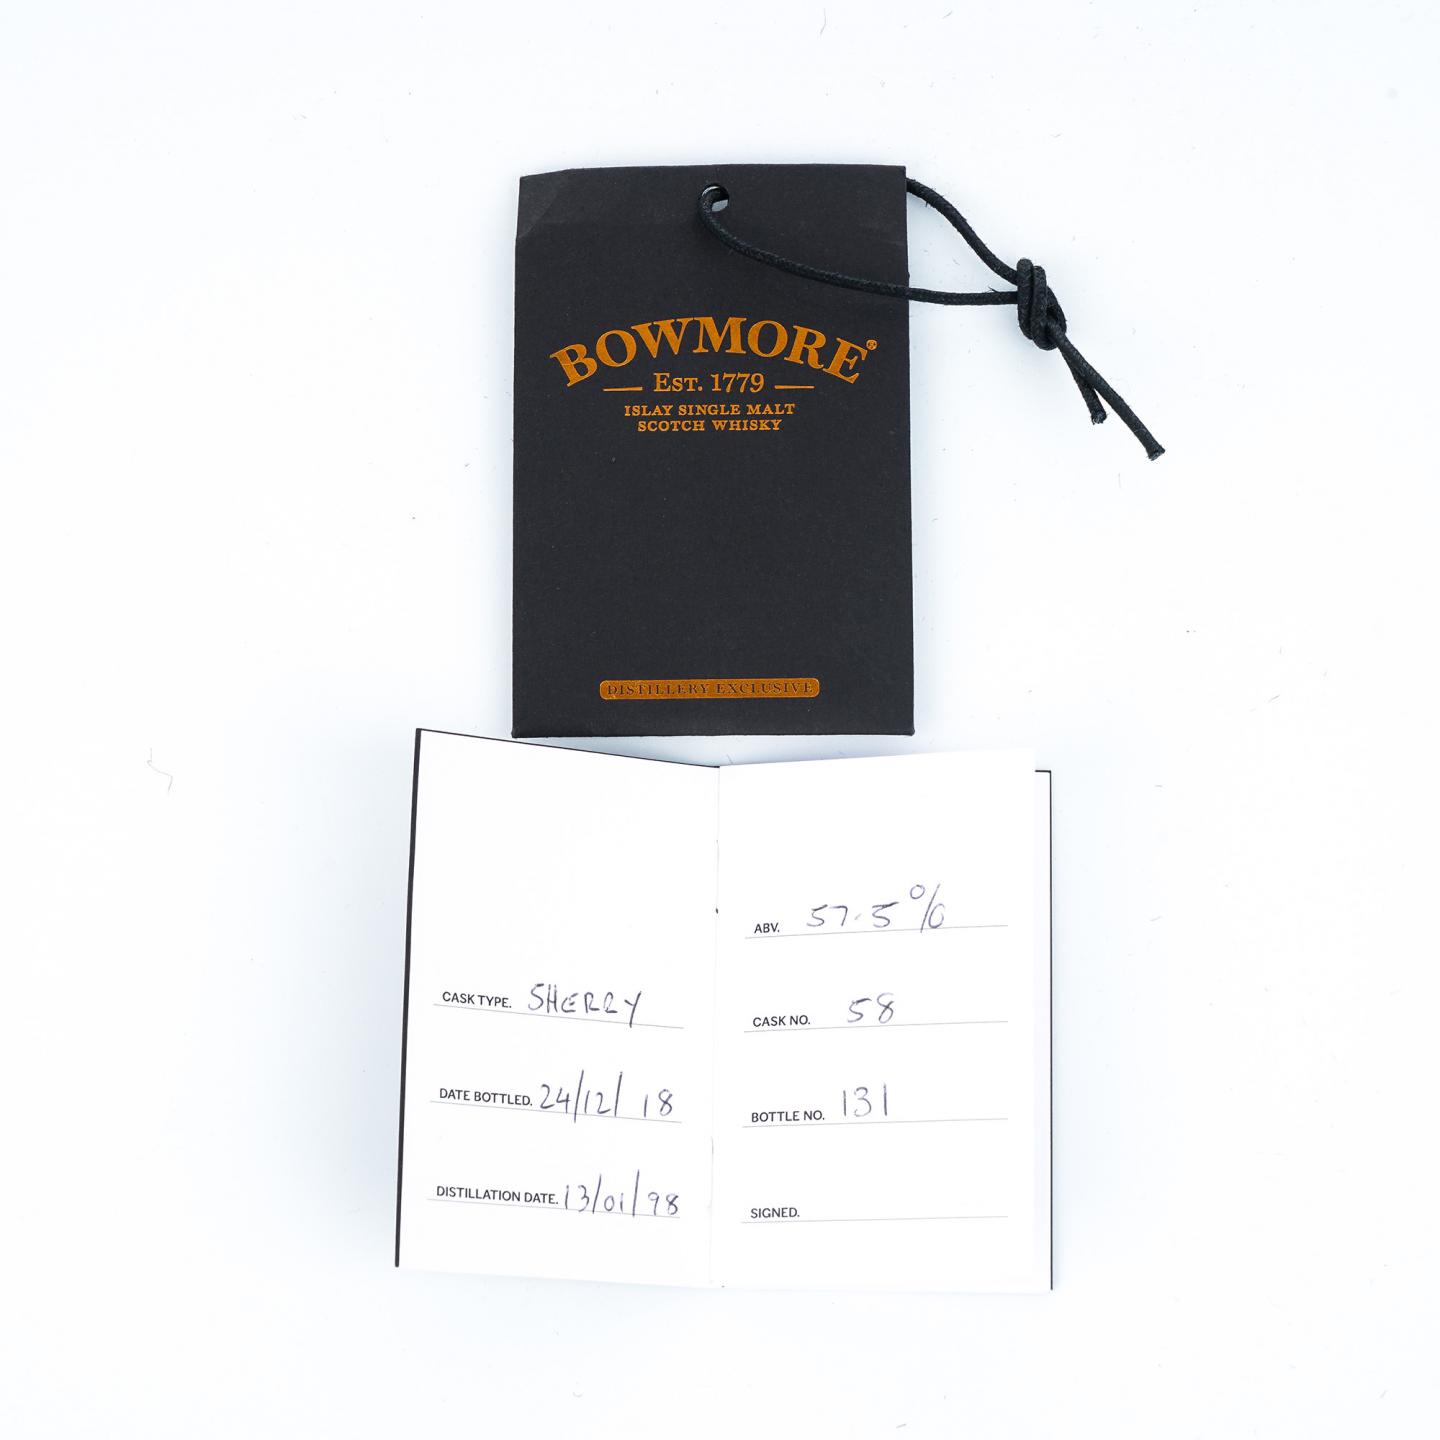 BOWMORE®
EST. 1779
ISLAY SINGLE MALT
SCOTCH WHISKY
DISTILLERY EXCLUSIVE
CASK TYPE. SHERRY
DATE BOTTLED. 24/12/18
DISTILLATION DATE. 13/01/98
ABV. 57.5%
CASK NO. 58
BOTTLE NO. 131
SIGNED.